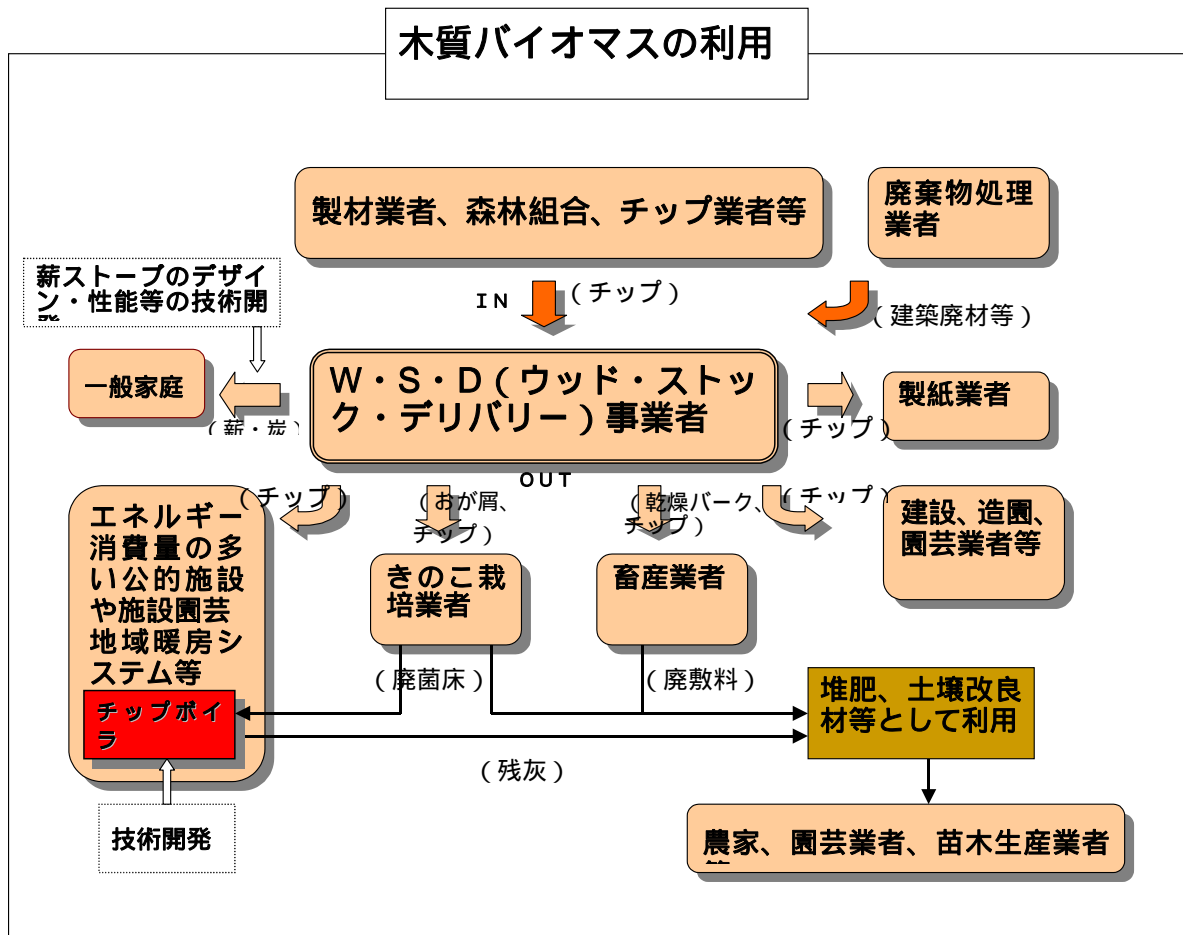 木質バイオマスの利用
製材業者、森林組合、チップ業者等
廃棄物処理
業者
薪ストーブのデザイ
ン・性能等の技術開
IN
(チップ)
(建築廃材等)
一般家庭
(薪・炭)
W・S・D(ウッド・ストッ
ク・デリバリー)事業者
(チップ)
製紙業者
OUT
(チップ)
(おが屑、
チップ)
(乾燥バーク、
チップ)
(チップ)
エネルギー
消費量の多
い公的施設
や施設園芸
地域暖房シ
ステム等
きのこ栽
培業者
畜産業者
建設、造園、
園芸業者等
(廃菌床)
(廃敷料)
チップボイ
ラ
堆肥、土壌改良
材等として利用
(残灰)
技術開発
農家、園芸業者、苗木生産業者